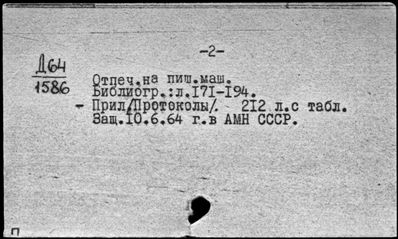 -2-
Д64
1586
Отпеч.на пиш.маш.
Библиогр.:л.171-194.
- Прил/Протоколы/. 212 л.с табл.
Защ.10.6.64 г.в АМН СССР.
п